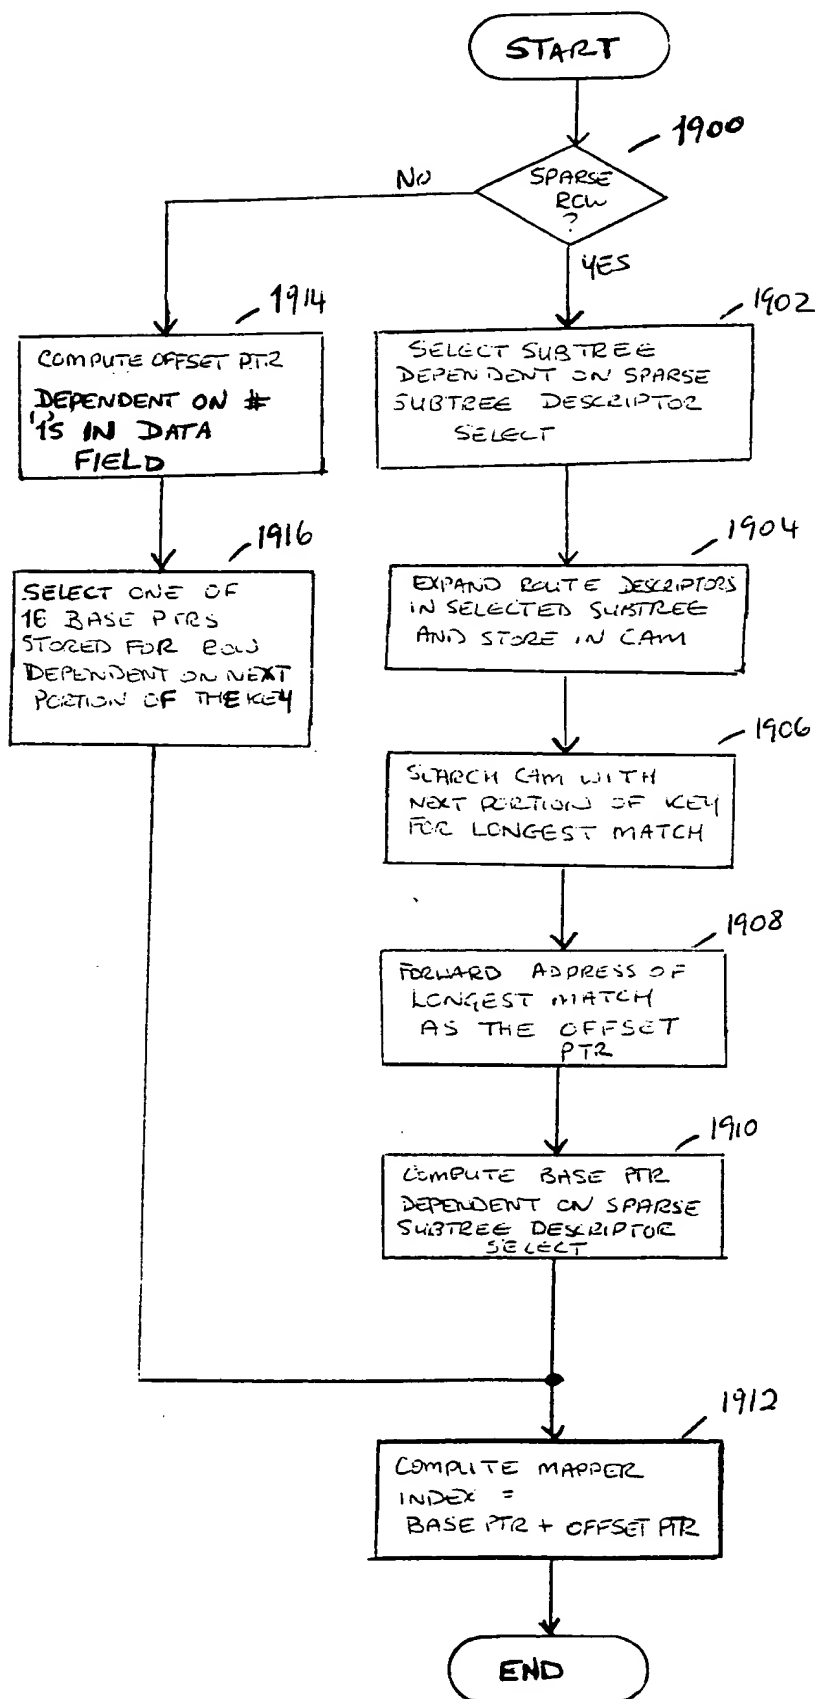 START
1900
SPARSE
ROW
?
NO
YES
1914
COMPUTE OFFSET PTR
DEPENDENT ON #
'1'S IN DATA
FIELD
1916
SELECT ONE OF
16 BASE PTRS
STORED FOR ROW
DEPENDENT ON NEXT
PORTION OF THE KEY
1902
SELECT SUBTREE
DEPENDENT ON SPARSE
SUBTREE DESCRIPTOR
SELECT
1904
EXPAND ROUTE DESCRIPTORS
IN SELECTED SUBTREE
AND STORE IN CAM
1906
SEARCH CAM WITH
NEXT PORTION OF KEY
FOR LONGEST MATCH
1908
FORWARD ADDRESS OF
LONGEST MATCH
AS THE OFFSET
PTR
1910
COMPUTE BASE PTR
DEPENDENT ON SPARSE
SUBTREE DESCRIPTOR
SELECT
1912
COMPUTE MAPPER
INDEX =
BASE PTR + OFFSET PTR
END